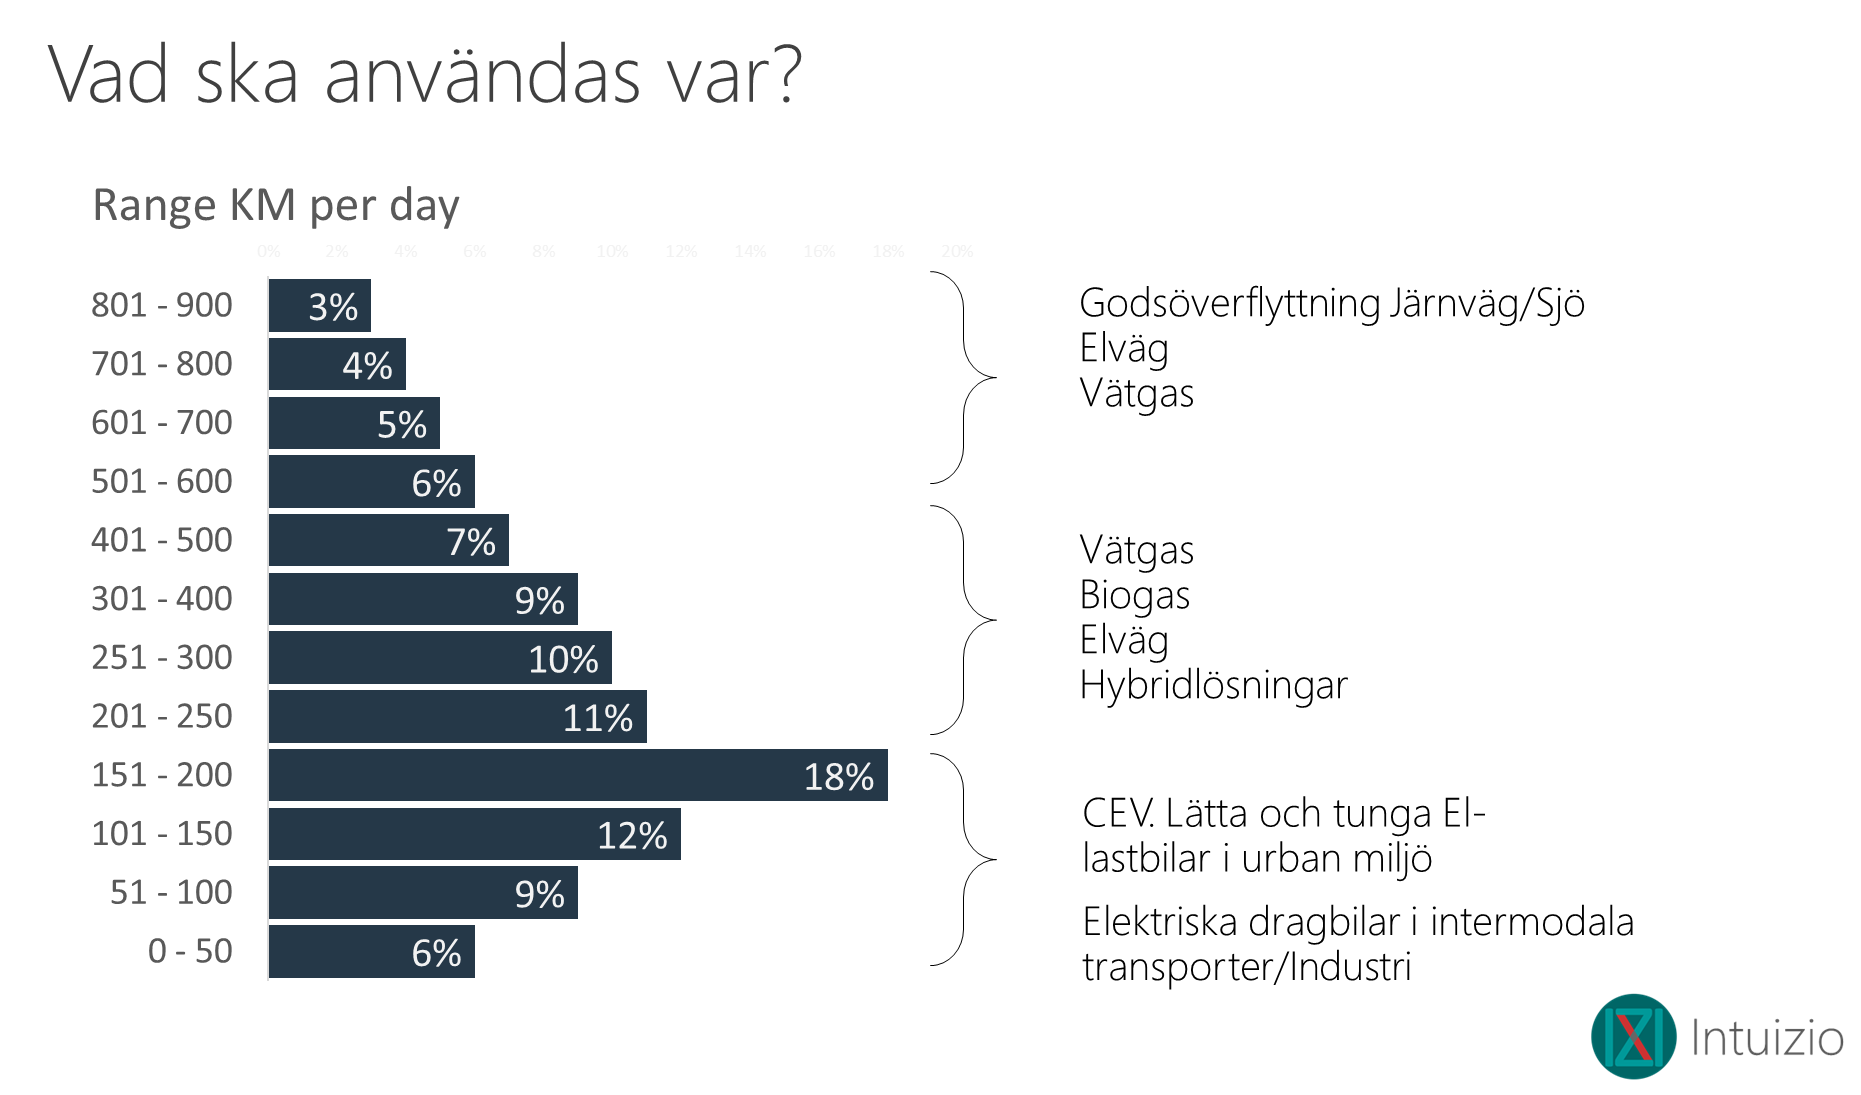 Vad ska användas var?
Range KM per day
0% 2% 4% 6% 8% 10% 12% 14% 16% 18% 20%
801 - 900 3%
701 - 800 4%
601 - 700 5%
501 - 600 6%
401 - 500 7%
301 - 400 9%
251 - 300 10%
201 - 250 11%
151 - 200 18%
101 - 150 12%
51 - 100 9%
0 - 50 6%
Godsöverflyttning Järnväg/Sjö
Elväg
Vätgas
Vätgas
Biogas
Elväg
Hybridlösningar
CEV. Lätta och tunga El-
lastbilar i urban miljö
Elektriska dragbilar i intermodala
transporter/Industri
Intuizio